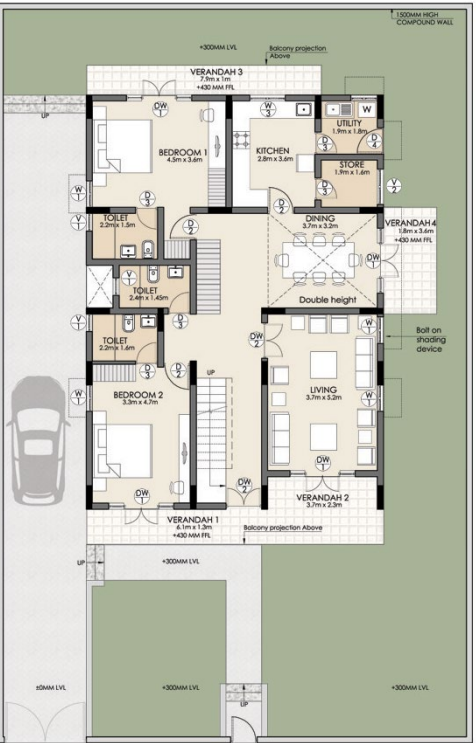 1500MM HIGH
COMPOUND WALL
+300MM LVL
Balcony projection
Above
VERANDAH 3
7.9m x 1m
+430 MM FFL
UP
DW
1
W
3
W
UTILITY
1.9m x 1.8m
D
3
D
4
BEDROOM 1
4.5m x 3.6m
KITCHEN
2.8m x 3.6m
STORE
1.9m x 1.6m
D
3
V
2
W
1
D
3
D
2
V
1
TOILET
2.2m x 1.5m
D
2
DINING
3.7m x 3.2m
VERANDAH 4
1.8m x 3.6m
+430 MM FFL
DW
1
V
1
TOILET
2.4m x 1.45m
Double height
V
1
TOILET
2.2m x 1.6m
D
3
DW
2
W
1
Bolt on
shading
device
D
3
D
2
UP
W
1
BEDROOM 2
3.3m x 4.7m
LIVING
3.7m x 5.2m
W
1
DW
1
DW
2
DW
1
VERANDAH 2
3.7m x 2.3m
VERANDAH 1
6.1m x 1.3m
+430 MM FFL
Balcony projection Above
UP
+300MM LVL
±0MM LVL
+300MM LVL
+300MM LVL
UP